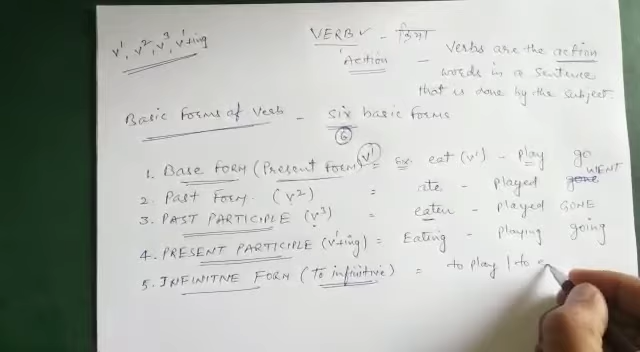 v¹, v², v³, v¹+ing
VERB - क्रिया
Action - Verbs are the action
words in a sentence
that is done by the subject.
Basic Forms of Verb - six basic forms
(6)
1. Base Form (Present form) v¹ = Ex: eat (v¹) - play go
2. Past Form (v²) = ate - played gone WENT
3. PAST PARTICIPLE (v³) = eaten - played GONE
4. PRESENT PARTICIPLE (v¹+ing) = Eating - playing going
5. INFINITIVE FORM (To infinitive) = to play / to